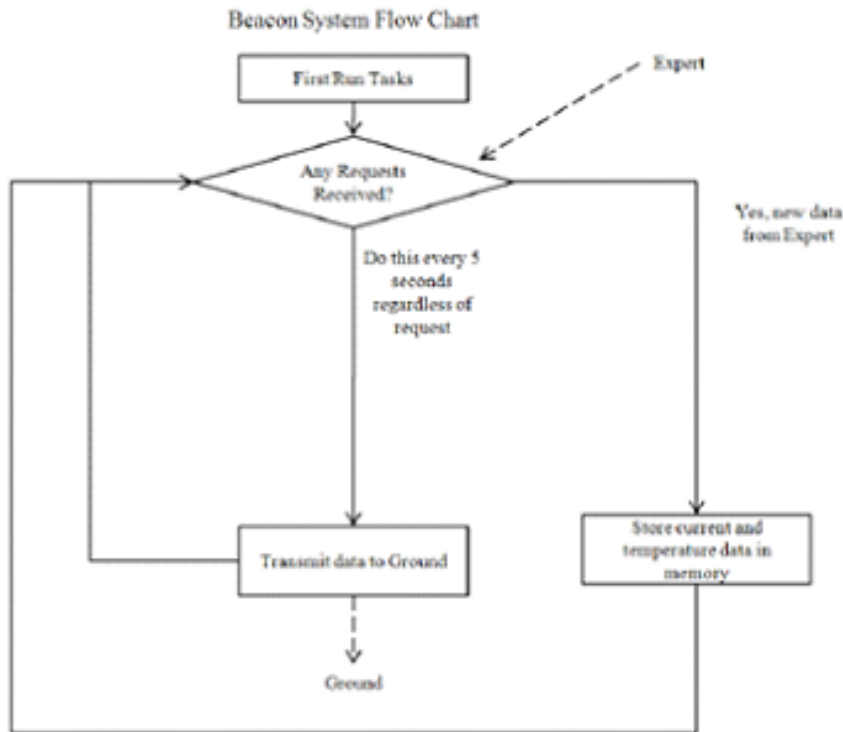 Beacon System Flow Chart
First Run Tasks
Expert
Any Requests
Received?
Yes, new data
from Expert
Do this every 5
seconds
regardless of
request
Transmit data to Ground
Store current and
temperature data in
memory
Ground